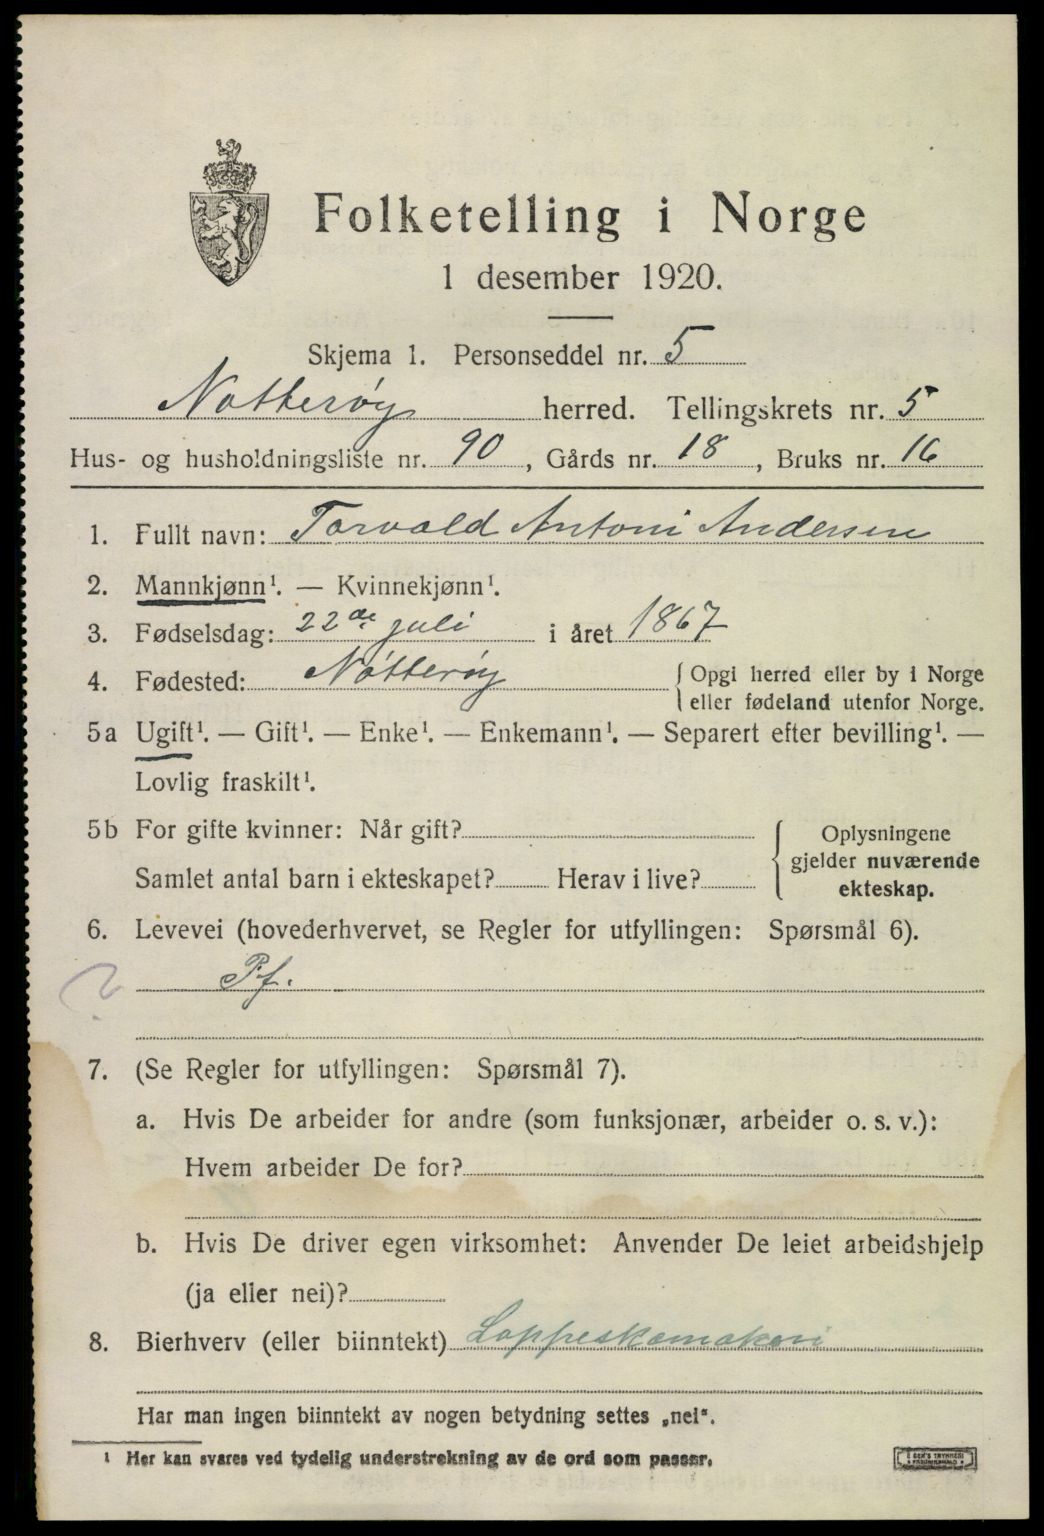 Folketelling i Norge
1 desember 1920.
Skjema 1. Personseddel nr. 5
Nøtterøy herred. Tellingskrets nr. 5
Hus- og husholdningsliste nr. 90, Gårds nr. 18, Bruks nr. 16
1. Fullt navn: Torvald Antoni Andersen
2. Mannkjønn¹. — Kvinnekjønn¹.
3. Fødselsdag: 22de juli i året 1867
4. Fødested: Nøtterøy
Opgi herred eller by i Norge
eller fødeland utenfor Norge.
5a Ugift¹. — Gift¹. — Enke¹. — Enkemann¹. — Separert efter bevilling¹. —
Lovlig fraskilt¹.
5b For gifte kvinner: Når gift?
Samlet antal barn i ekteskapet? Herav i live?
Oplysningene
gjelder nuværende
ekteskap.
6. Levevei (hovederhvervet, se Regler for utfyllingen: Spørsmål 6).
? Pf.
7. (Se Regler for utfyllingen: Spørsmål 7).
a. Hvis De arbeider for andre (som funksjonær, arbeider o. s. v.):
Hvem arbeider De for?
b. Hvis De driver egen virksomhet: Anvender De leiet arbeidshjelp
(ja eller nei)?
8. Bierhverv (eller biinntekt) Lappeskomakeri
Har man ingen biinntekt av nogen betydning settes „nei“.
¹ Her kan svares ved tydelig understrekning av de ord som passer.